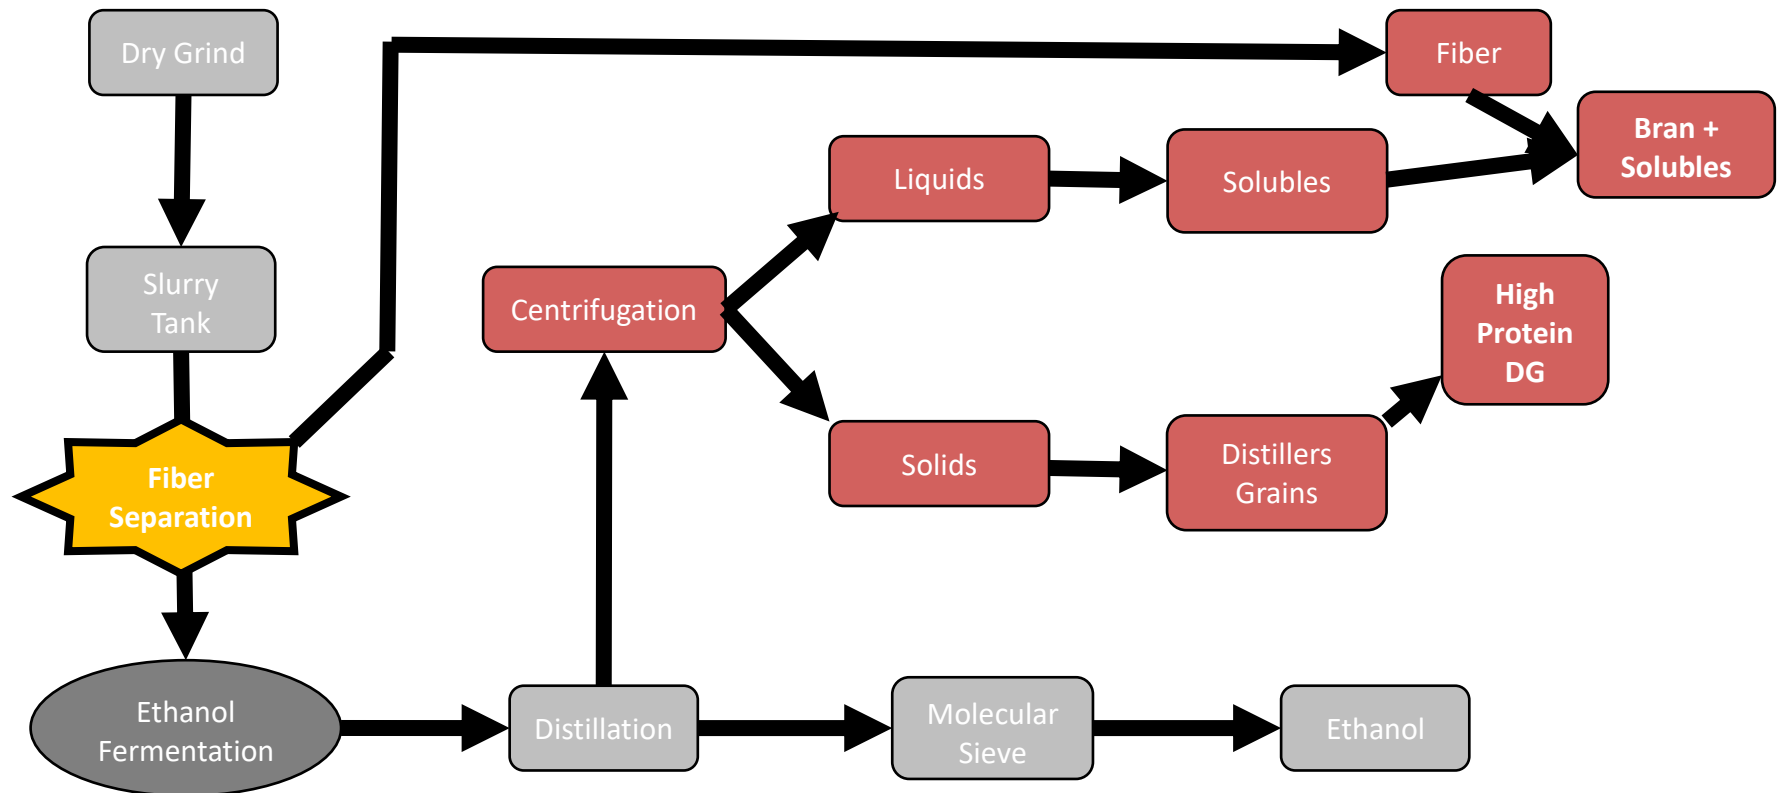 Dry Grind
Fiber
Bran +
Solubles
Liquids
Solubles
Slurry
Tank
Centrifugation
High
Protein
DG
Fiber
Separation
Solids
Distillers
Grains
Ethanol
Fermentation
Distillation
Molecular
Sieve
Ethanol